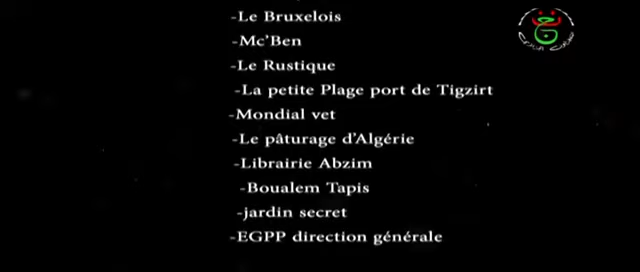 -Le Bruxelois
-Mc'Ben
-Le Rustique
-La petite Plage port de Tigzirt
-Mondial vet
-Le pâturage d'Algérie
-Librairie Abzim
-Boualem Tapis
-jardin secret
-EGPP direction générale